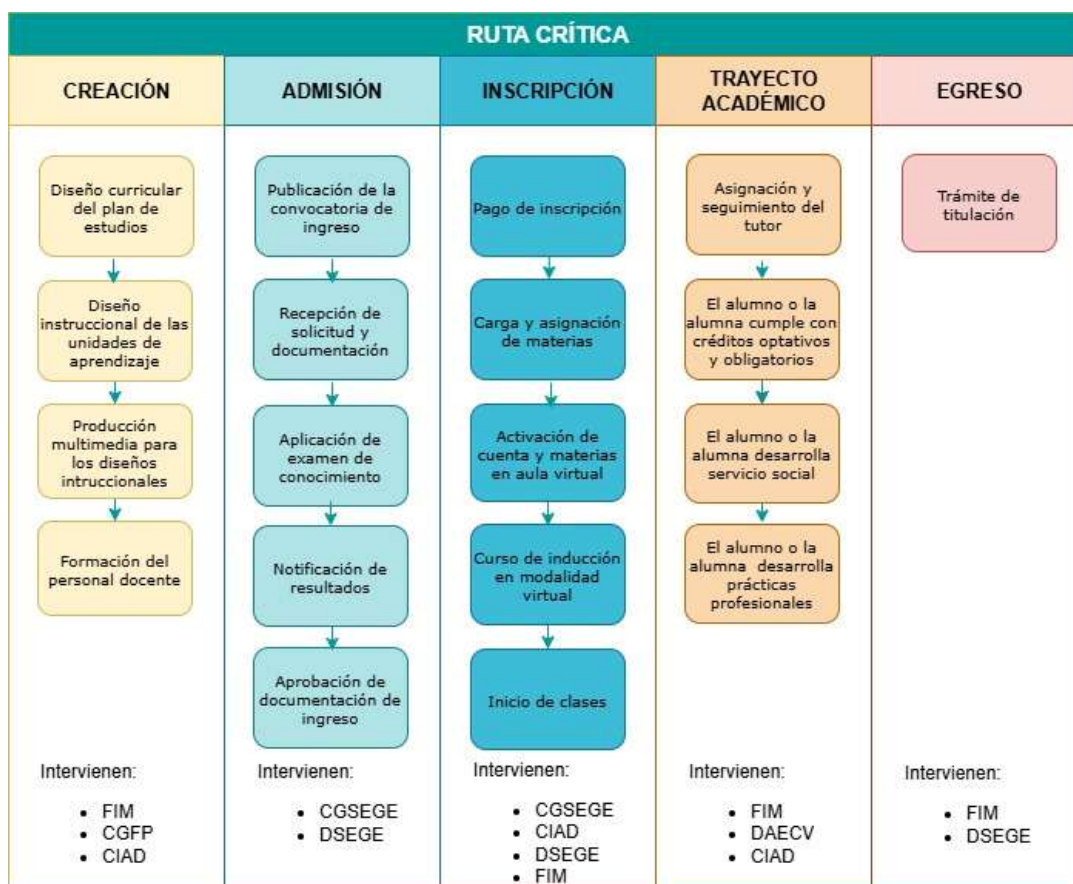 RUTA CRÍTICA
CREACIÓN
Diseño curricular
del plan de
estudios
Diseño
instruccional de las
unidades de
aprendizaje
Producción
multimedia para
los diseños
intruccionales
Formación del
personal docente
Intervienen:
• FIM
• CGFP
• CIAD
ADMISIÓN
Publicación de la
convocatoria de
ingreso
Recepción de
solicitud y
documentación
Aplicación de
examen de
conocimiento
Notificación de
resultados
Aprobación de
documentación de
ingreso
Intervienen:
• CGSEGE
• DSEGE
INSCRIPCIÓN
Pago de inscripción
Carga y asignación
de materias
Activación de
cuenta y materias
en aula virtual
Curso de inducción
en modalidad
virtual
Inicio de clases
Intervienen:
• CGSEGE
• CIAD
• DSEGE
• FIM
TRAYECTO
ACADÉMICO
Asignación y
seguimiento del
tutor
El alumno o la
alumna cumple con
créditos optativos
y obligatorios
El alumno o la
alumna desarrolla
servicio social
El alumno o la
alumna desarrolla
prácticas
profesionales
Intervienen:
• FIM
• DAECV
• CIAD
EGRESO
Trámite de
titulación
Intervienen:
• FIM
• DSEGE